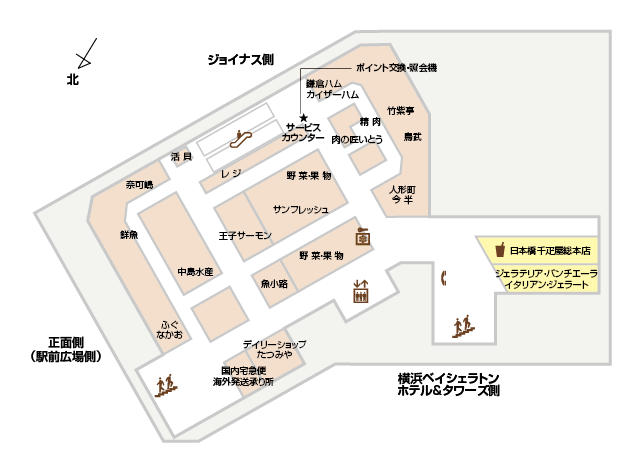 ジョイナス側
北
ポイント交換・照会機
鎌倉ハム
カイザーハム
竹紫亭
鳥武
精肉
肉の匠いとう
サービス
カウンター
活貝
レジ
奈可嶋
野菜・果物
人形町
今半
サンフレッシュ
鮮魚
王子サーモン
野菜・果物
中島水産
魚小路
日本橋千疋屋総本店
ジェラテリア・パンチエーラ
イタリアン・ジェラート
ふぐ
なかお
デイリーショップ
たつみや
国内宅急便
海外発送承り所
正面側
(駅前広場側)
横浜ベイシェラトン
ホテル&タワーズ側